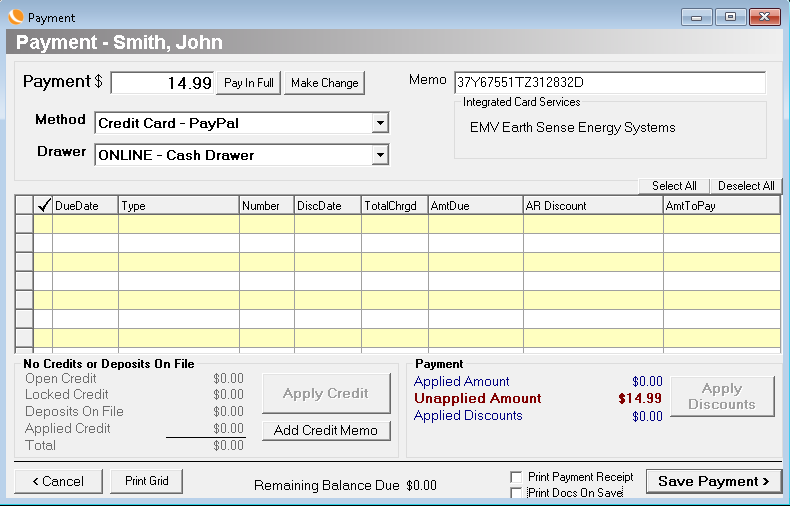 Payment
Payment - Smith, John
Payment $ 14.99 Pay In Full Make Change Memo 37Y67551TZ312832D
Method Credit Card - PayPal
Integrated Card Services
EMV Earth Sense Energy Systems
Drawer ONLINE - Cash Drawer
Select All Deselect All
DueDate Type Number DiscDate TotalChrgd AmtDue AR Discount AmtToPay
No Credits or Deposits On File
Open Credit $0.00
Locked Credit $0.00
Deposits On File $0.00
Applied Credit $0.00
Total $0.00
Apply Credit
Add Credit Memo
Payment
Applied Amount $0.00
Unapplied Amount $14.99
Applied Discounts $0.00
Apply
Discounts
< Cancel Print Grid Remaining Balance Due $0.00
Print Payment Receipt
Print Docs On Save
Save Payment >